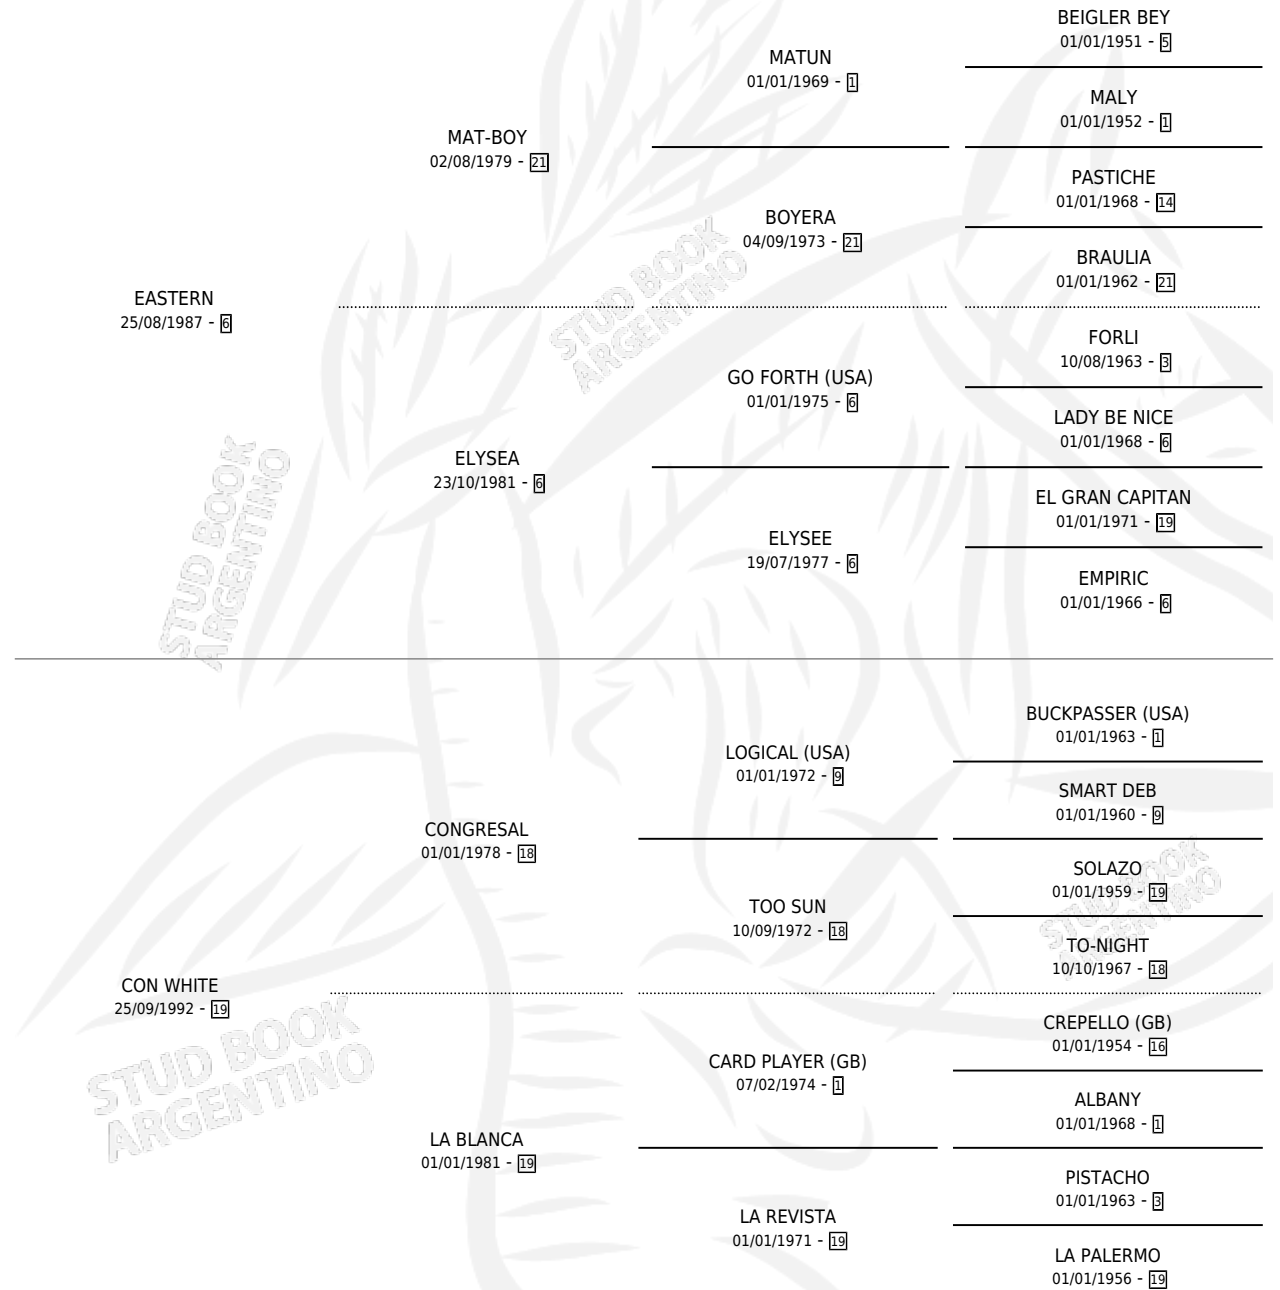 BEIGLER BEY
01/01/1951 - 5
MATUN
01/01/1969 - 1
MALY
01/01/1952 - 1
MAT-BOY
02/08/1979 - 21
PASTICHE
01/01/1968 - 14
BOYERA
04/09/1973 - 21
BRAULIA
01/01/1962 - 21
EASTERN
25/08/1987 - 6
FORLI
10/08/1963 - 3
GO FORTH (USA)
01/01/1975 - 6
LADY BE NICE
01/01/1968 - 6
ELYSEA
23/10/1981 - 6
EL GRAN CAPITAN
01/01/1971 - 19
ELYSEE
19/07/1977 - 6
EMPIRIC
01/01/1966 - 6
BUCKPASSER (USA)
01/01/1963 - 1
LOGICAL (USA)
01/01/1972 - 9
SMART DEB
01/01/1960 - 9
CONGRESAL
01/01/1978 - 18
SOLAZO
01/01/1959 - 19
TOO SUN
10/09/1972 - 18
TO-NIGHT
10/10/1967 - 18
CON WHITE
25/09/1992 - 19
CREPELLO (GB)
01/01/1954 - 16
CARD PLAYER (GB)
07/02/1974 - 1
ALBANY
01/01/1968 - 1
LA BLANCA
01/01/1981 - 19
PISTACHO
01/01/1963 - 3
LA REVISTA
01/01/1971 - 19
LA PALERMO
01/01/1956 - 19
STUD BOOK
ARGENTINO
STUD BOOK
ARGENTINO
STUD BOOK
ARGENTINO
STUD BOOK
ARGENTINO